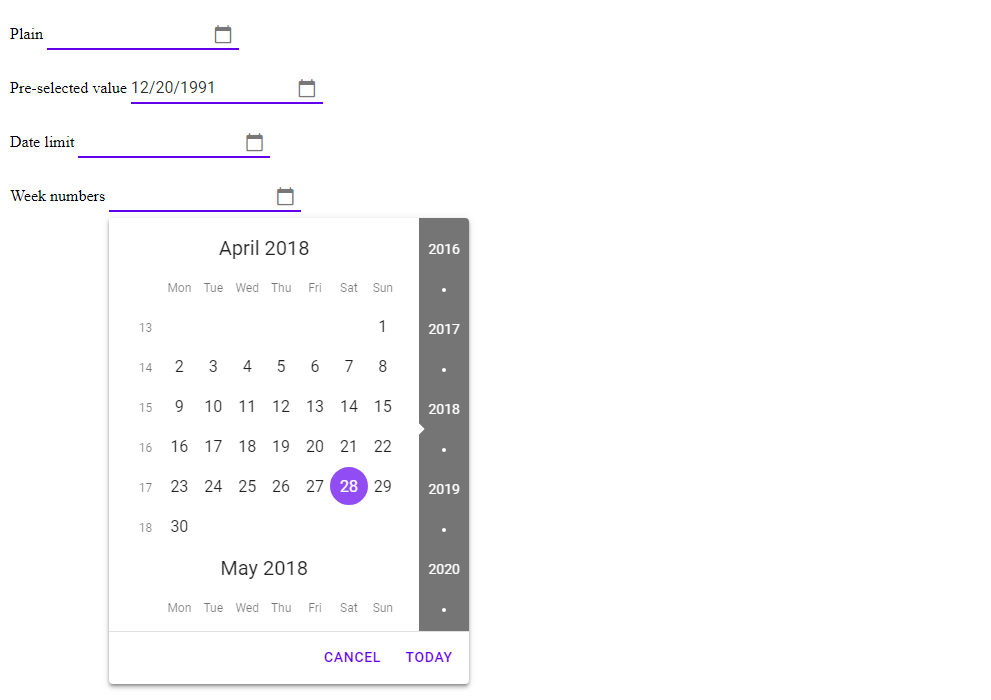 Plain
Pre-selected value 12/20/1991
Date limit
Week numbers
April 2018
Mon Tue Wed Thu Fri Sat Sun
13 1
14 2 3 4 5 6 7 8
15 9 10 11 12 13 14 15
16 16 17 18 19 20 21 22
17 23 24 25 26 27 28 29
18 30
May 2018
Mon Tue Wed Thu Fri Sat Sun
2016
2017
2018
2019
2020
CANCEL TODAY